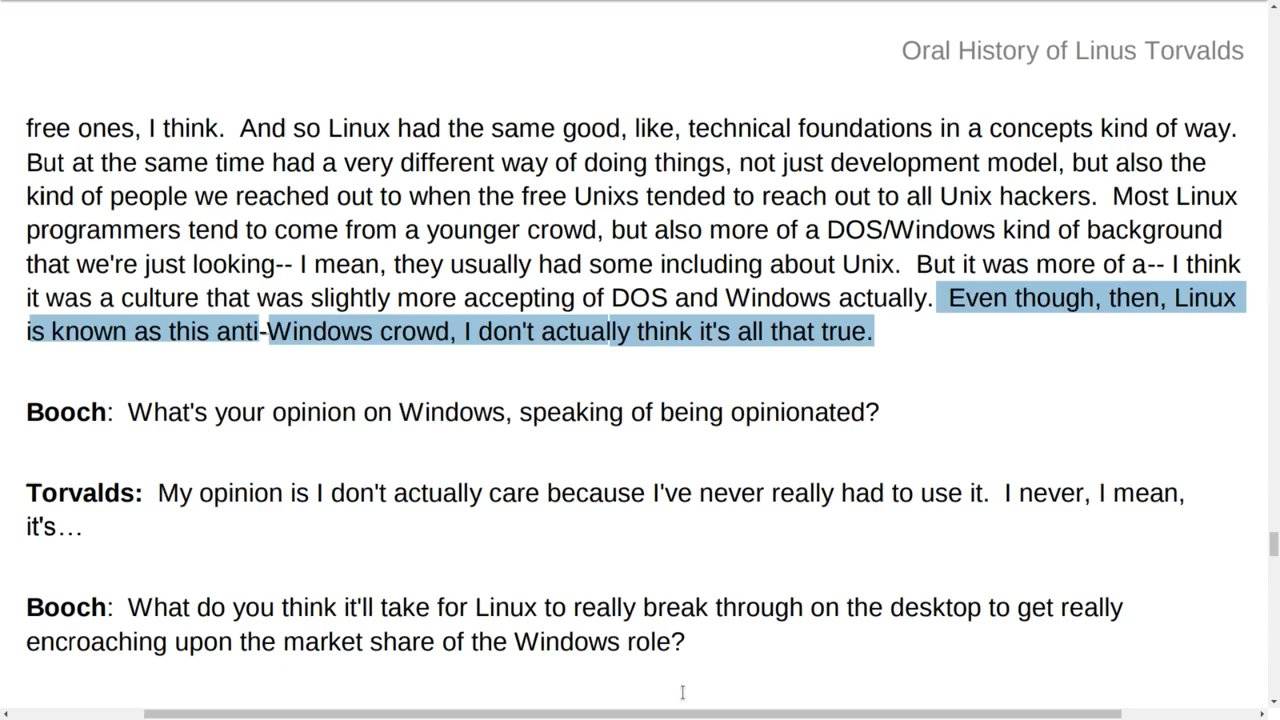 Oral History of Linus Torvalds
free ones, I think.  And so Linux had the same good, like, technical foundations in a concepts kind of way.
But at the same time had a very different way of doing things, not just development model, but also the
kind of people we reached out to when the free Unixs tended to reach out to all Unix hackers.  Most Linux
programmers tend to come from a younger crowd, but also more of a DOS/Windows kind of background
that we're just looking-- I mean, they usually had some including about Unix.  But it was more of a-- I think
it was a culture that was slightly more accepting of DOS and Windows actually.  Even though, then, Linux
is known as this anti-Windows crowd, I don't actually think it's all that true.
Booch:  What's your opinion on Windows, speaking of being opinionated?
Torvalds:  My opinion is I don't actually care because I've never really had to use it.  I never, I mean,
it's…
Booch:  What do you think it'll take for Linux to really break through on the desktop to get really
encroaching upon the market share of the Windows role?